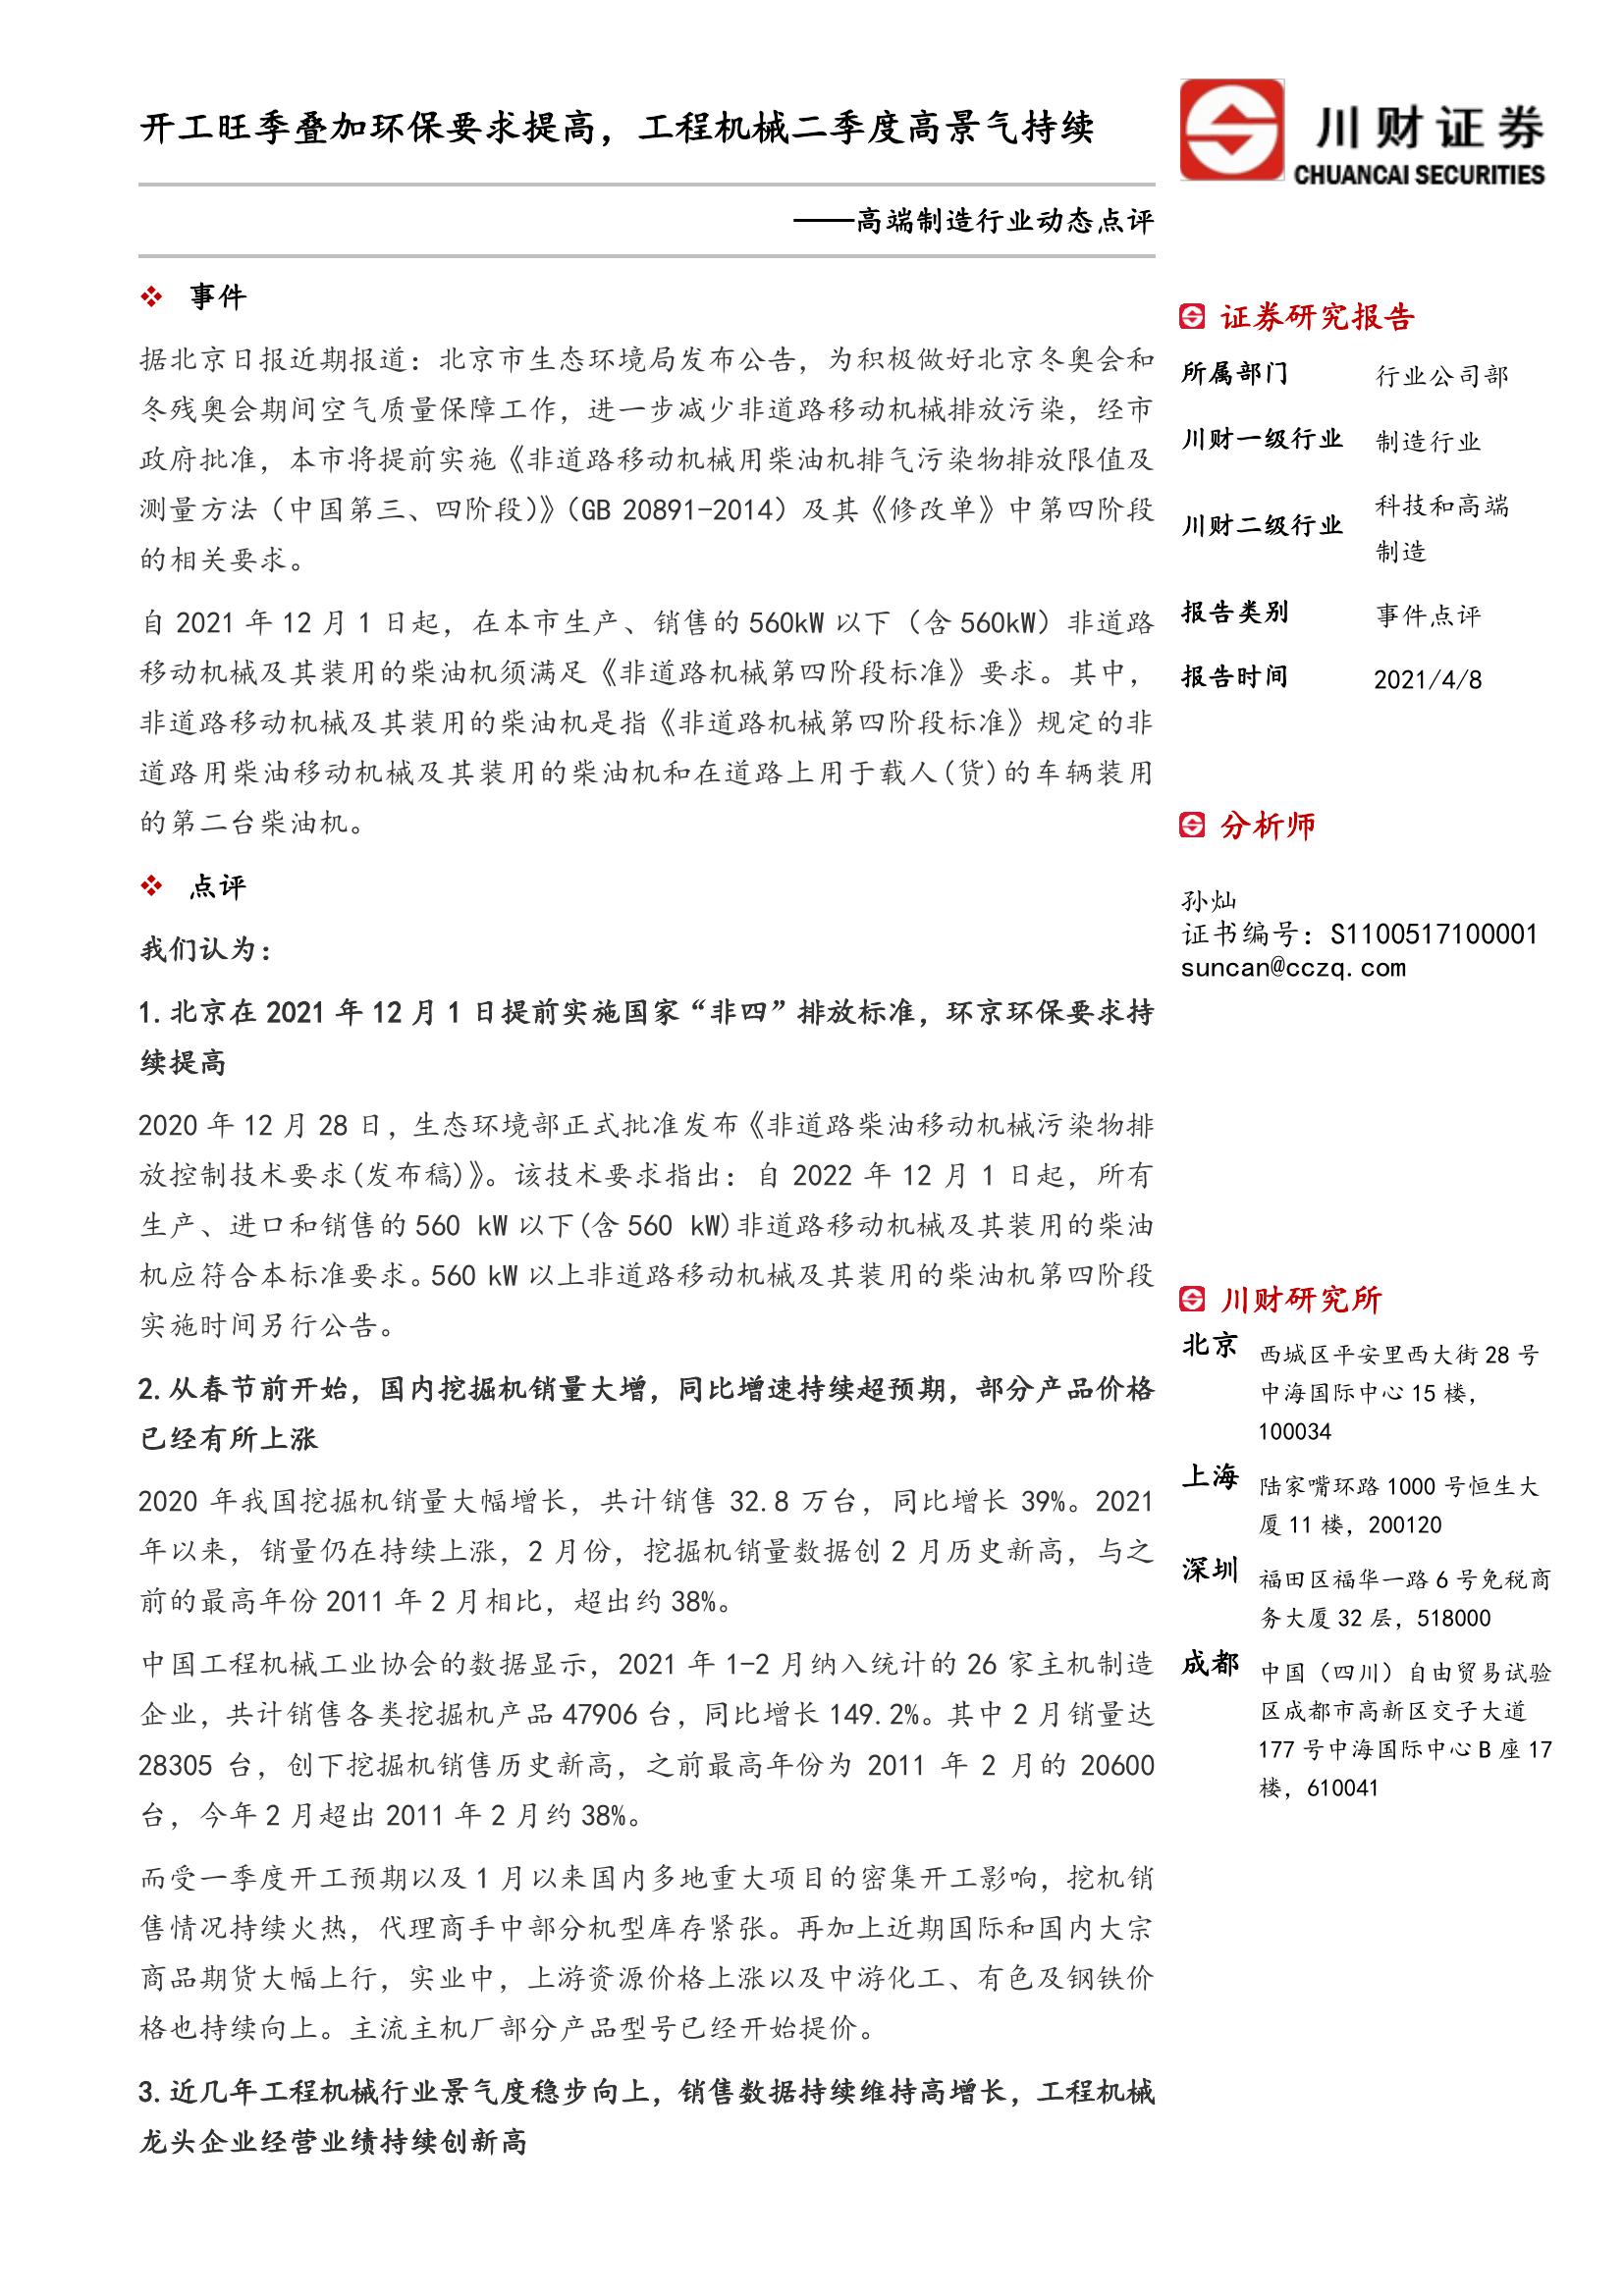 开工旺季叠加环保要求提高，工程机械二季度高景气持续
——高端制造行业动态点评
❖ 事件
据北京日报近期报道：北京市生态环境局发布公告，为积极做好北京冬奥会和
冬残奥会期间空气质量保障工作，进一步减少非道路移动机械排放污染，经市
政府批准，本市将提前实施《非道路移动机械用柴油机排气污染物排放限值及
测量方法（中国第三、四阶段）》（GB 20891-2014）及其《修改单》中第四阶段
的相关要求。
自 2021 年 12 月 1 日起，在本市生产、销售的 560kW 以下（含 560kW）非道路
移动机械及其装用的柴油机须满足《非道路机械第四阶段标准》要求。其中，
非道路移动机械及其装用的柴油机是指《非道路机械第四阶段标准》规定的非
道路用柴油移动机械及其装用的柴油机和在道路上用于载人(货)的车辆装用
的第二台柴油机。
❖ 点评
我们认为：
1.北京在 2021 年 12 月 1 日提前实施国家“非四”排放标准，环京环保要求持
续提高
2020 年 12 月 28 日，生态环境部正式批准发布《非道路柴油移动机械污染物排
放控制技术要求(发布稿)》。该技术要求指出：自 2022 年 12 月 1 日起，所有
生产、进口和销售的 560 kW 以下(含 560 kW)非道路移动机械及其装用的柴油
机应符合本标准要求。560 kW 以上非道路移动机械及其装用的柴油机第四阶段
实施时间另行公告。
2.从春节前开始，国内挖掘机销量大增，同比增速持续超预期，部分产品价格
已经有所上涨
2020 年我国挖掘机销量大幅增长，共计销售 32.8 万台，同比增长 39%。2021
年以来，销量仍在持续上涨，2 月份，挖掘机销量数据创 2 月历史新高，与之
前的最高年份 2011 年 2 月相比，超出约 38%。
中国工程机械工业协会的数据显示，2021 年 1-2 月纳入统计的 26 家主机制造
企业，共计销售各类挖掘机产品 47906 台，同比增长 149.2%。其中 2 月销量达
28305 台，创下挖掘机销售历史新高，之前最高年份为 2011 年 2 月的 20600
台，今年 2 月超出 2011 年 2 月约 38%。
而受一季度开工预期以及 1 月以来国内多地重大项目的密集开工影响，挖机销
售情况持续火热，代理商手中部分机型库存紧张。再加上近期国际和国内大宗
商品期货大幅上行，实业中，上游资源价格上涨以及中游化工、有色及钢铁价
格也持续向上。主流主机厂部分产品型号已经开始提价。
3.近几年工程机械行业景气度稳步向上，销售数据持续维持高增长，工程机械
龙头企业经营业绩持续创新高
川财证券
CHUANCAI SECURITIES
证券研究报告
所属部门 行业公司部
川财一级行业 制造行业
川财二级行业 科技和高端
制造
报告类别 事件点评
报告时间 2021/4/8
分析师
孙灿
证书编号：S1100517100001
suncan@cczq.com
川财研究所
北京 西城区平安里西大街 28 号
中海国际中心 15 楼，
100034
上海 陆家嘴环路 1000 号恒生大
厦 11 楼，200120
深圳 福田区福华一路 6 号免税商
务大厦 32 层，518000
成都 中国（四川）自由贸易试验
区成都市高新区交子大道
177 号中海国际中心 B 座 17
楼，610041